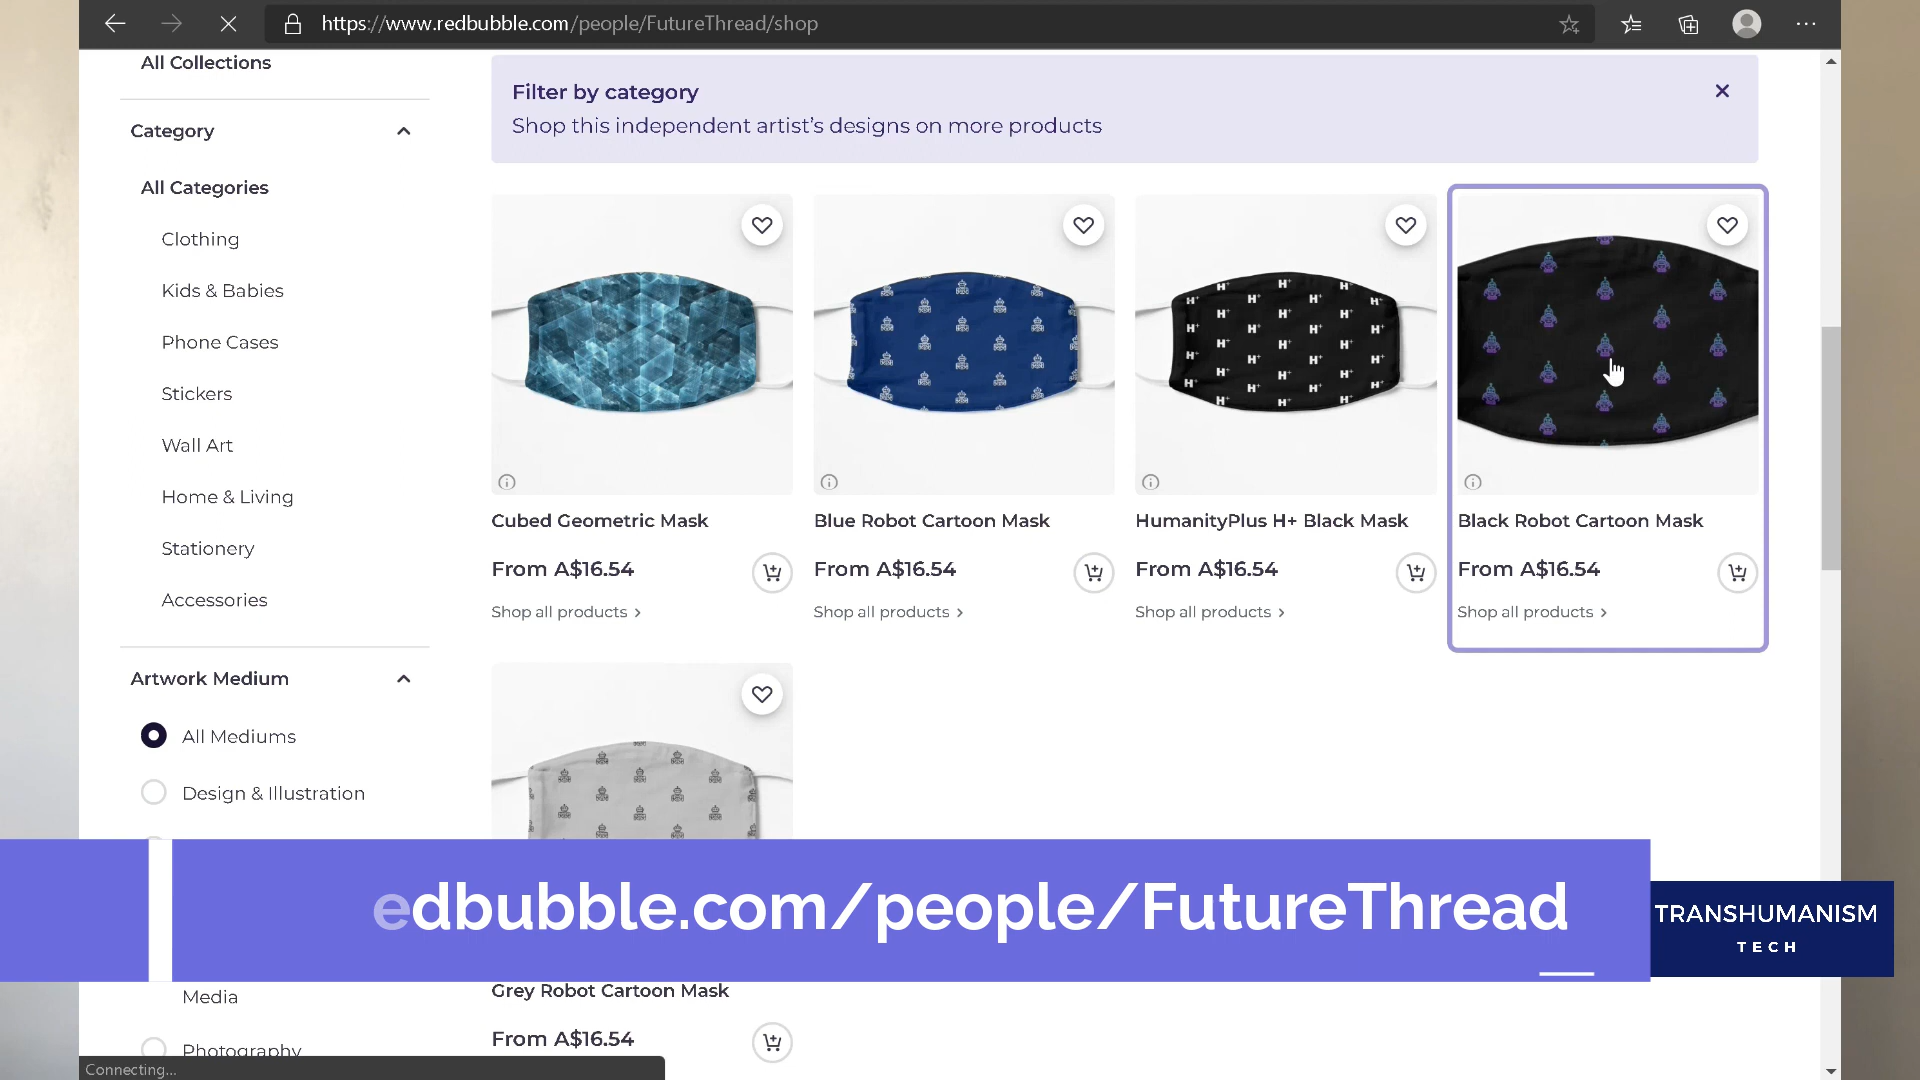 https://www.redbubble.com/people/FutureThread/shop
All Collections
Category
All Categories
Clothing
Kids & Babies
Phone Cases
Stickers
Wall Art
Home & Living
Stationery
Accessories
Artwork Medium
All Mediums
Design & Illustration
Media
Photography
Filter by category
Shop this independent artist's designs on more products
Cubed Geometric Mask
From A$16.54
Shop all products
Blue Robot Cartoon Mask
From A$16.54
Shop all products
HumanityPlus H+ Black Mask
From A$16.54
Shop all products
Black Robot Cartoon Mask
From A$16.54
Shop all products
Grey Robot Cartoon Mask
From A$16.54
edbubble.com/people/FutureThread
TRANSHUMANISM
TECH
Connecting...